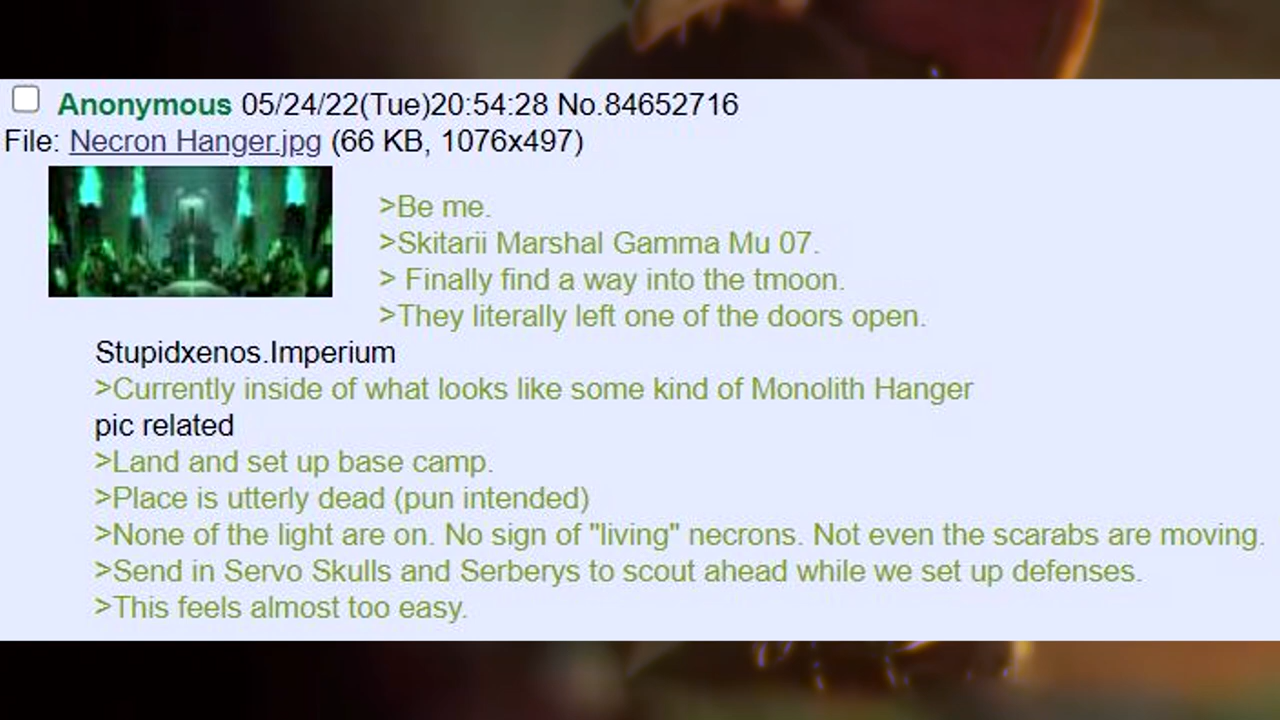 Anonymous 05/24/22(Tue)20:54:28 No.84652716
File: Necron Hanger.jpg (66 KB, 1076x497)
>Be me.
>Skitarii Marshal Gamma Mu 07.
> Finally find a way into the tmoon.
>They literally left one of the doors open.
Stupidxenos.Imperium
>Currently inside of what looks like some kind of Monolith Hanger
pic related
>Land and set up base camp.
>Place is utterly dead (pun intended)
>None of the light are on. No sign of "living" necrons. Not even the scarabs are moving.
>Send in Servo Skulls and Serberys to scout ahead while we set up defenses.
>This feels almost too easy.